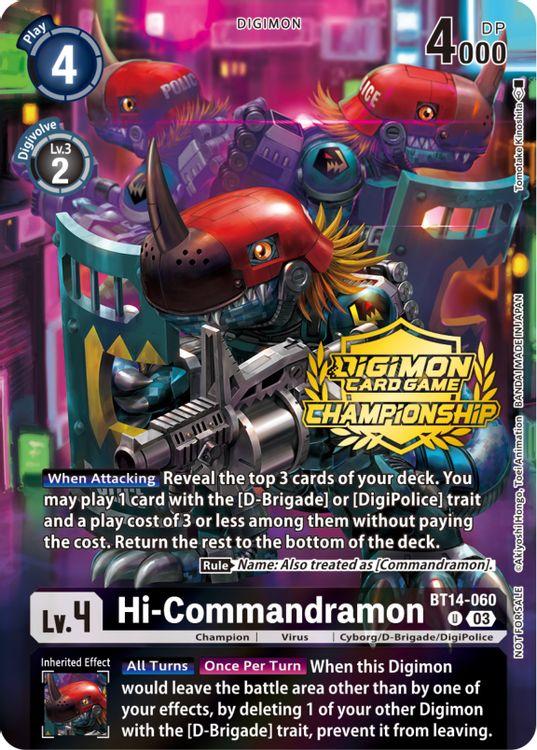 Play
4
DIGIMON
DP
4000
Digivolve
Lv.3
2
POLICE
ICE
DIGIMON
CARD GAME
CHAMPIONSHIP
When Attacking Reveal the top 3 cards of your deck. You
may play 1 card with the [D-Brigade] or [DigiPolice] trait
and a play cost of 3 or less among them without paying
the cost. Return the rest to the bottom of the deck.
Rule Name: Also treated as [Commandramon].
Lv.4
Hi-Commandramon
BT14-060
U 03
Champion | Virus | Cyborg/D-Brigade/DigiPolice
Inherited Effect
All Turns Once Per Turn When this Digimon
would leave the battle area other than by one of
your effects, by deleting 1 of your other Digimon
with the [D-Brigade] trait, prevent it from leaving.
Tomotake Kinoshita
NOT FOR SALE ©Akiyoshi Hongo, Toei Animation BANDAI MADE IN JAPAN